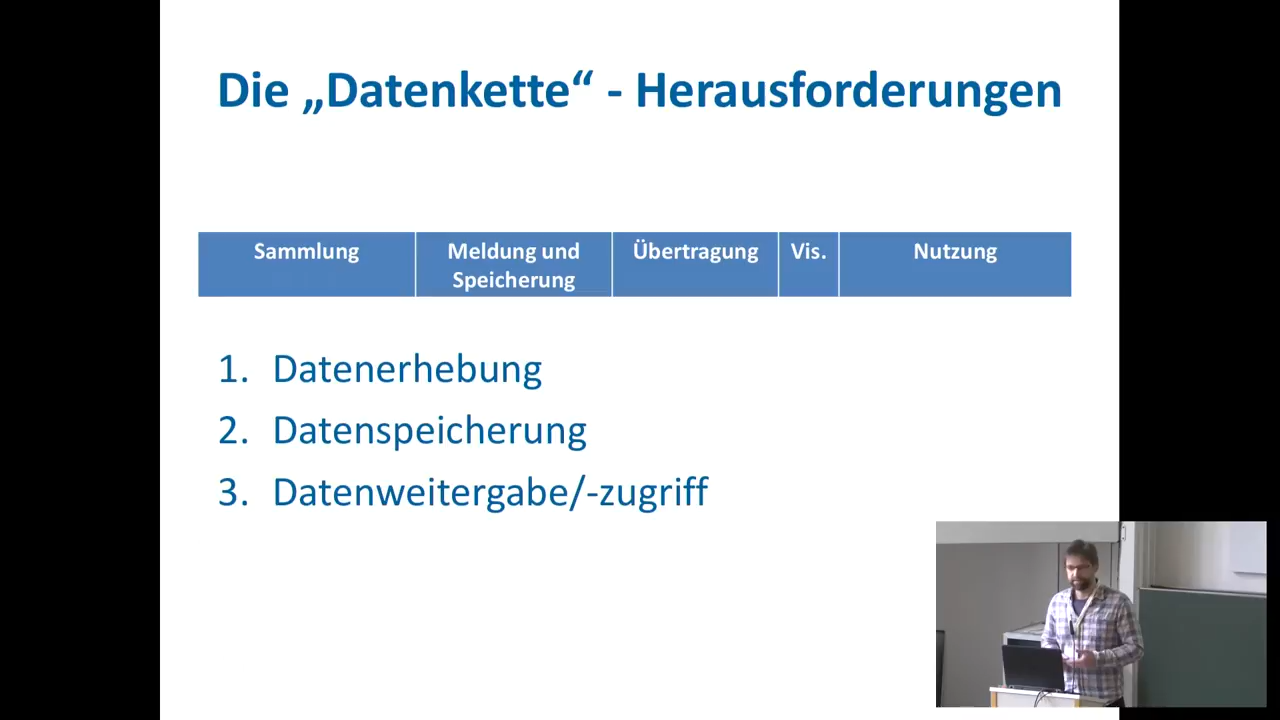 Die „Datenkette“ - Herausforderungen
Sammlung
Meldung und
Speicherung
Übertragung
Vis.
Nutzung
1. Datenerhebung
2. Datenspeicherung
3. Datenweitergabe/-zugriff